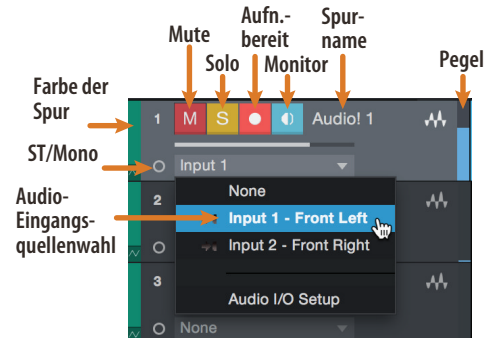 Aufn.-
bereit
Mute
Solo
Monitor
Spur-
name
Pegel
Farbe der
Spur
1 M S Audio! 1
ST/Mono
Input 1
Audio-
Eingangs-
quellenwahl
2
None
Input 1 - Front Left
Input 2 - Front Right
3
Audio I/O Setup
None